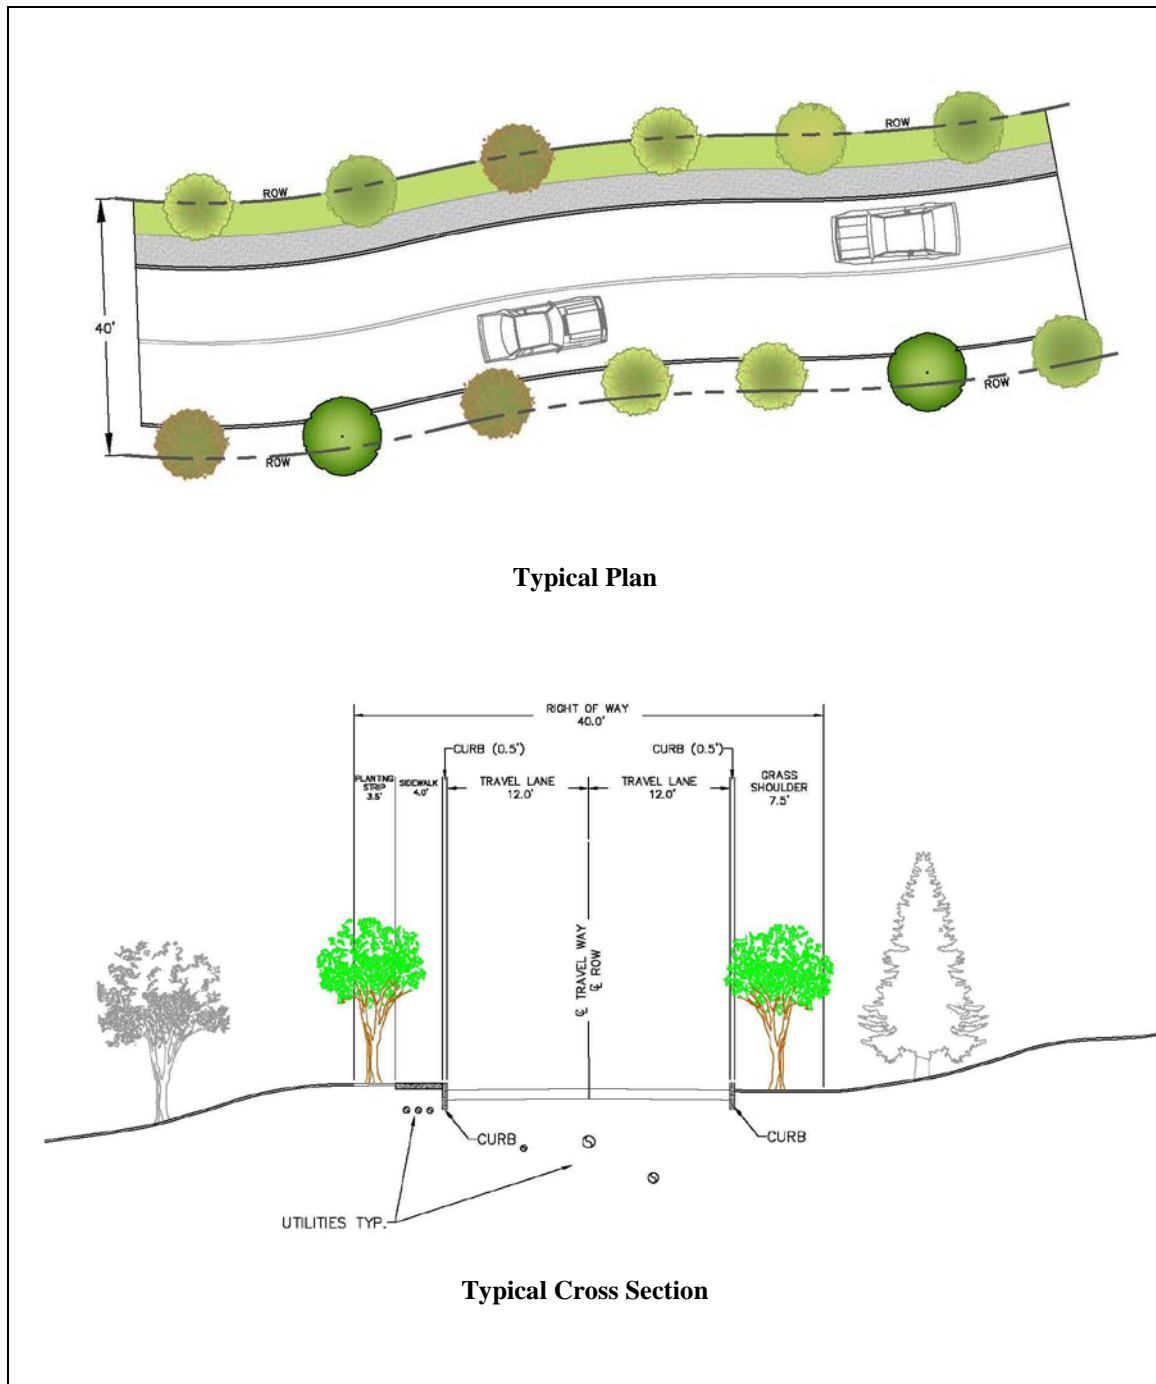 ROW
ROW
40'
ROW
ROW
Typical Plan
RIGHT OF WAY
40.0'
CURB (0.5')
CURB (0.5')
PLANTING
STRIP
3.5'
SIDEWALK
4.0'
TRAVEL LANE
12.0'
TRAVEL LANE
12.0'
GRASS
SHOULDER
7.5'
℄ TRAVEL WAY
℄ ROW
CURB
CURB
UTILITIES TYP.
Typical Cross Section